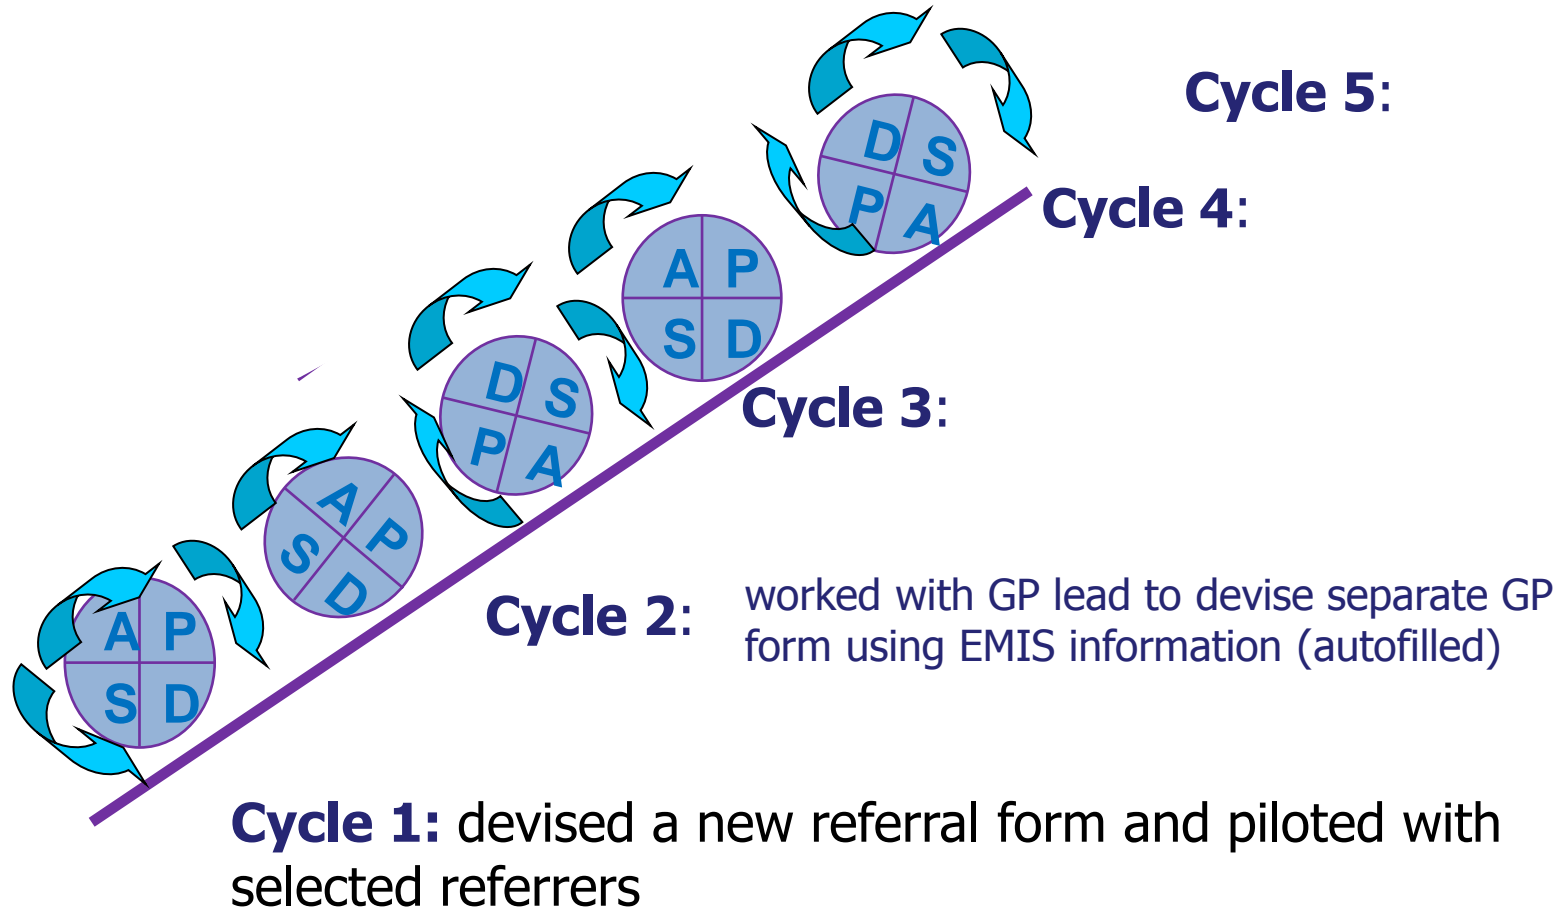 Cycle 5:
D S
P A
Cycle 4:
A P
S D
D S
P A
Cycle 3:
A P
S D
Cycle 2: worked with GP lead to devise separate GP
form using EMIS information (autofilled)
A P
S D
Cycle 1: devised a new referral form and piloted with
selected referrers